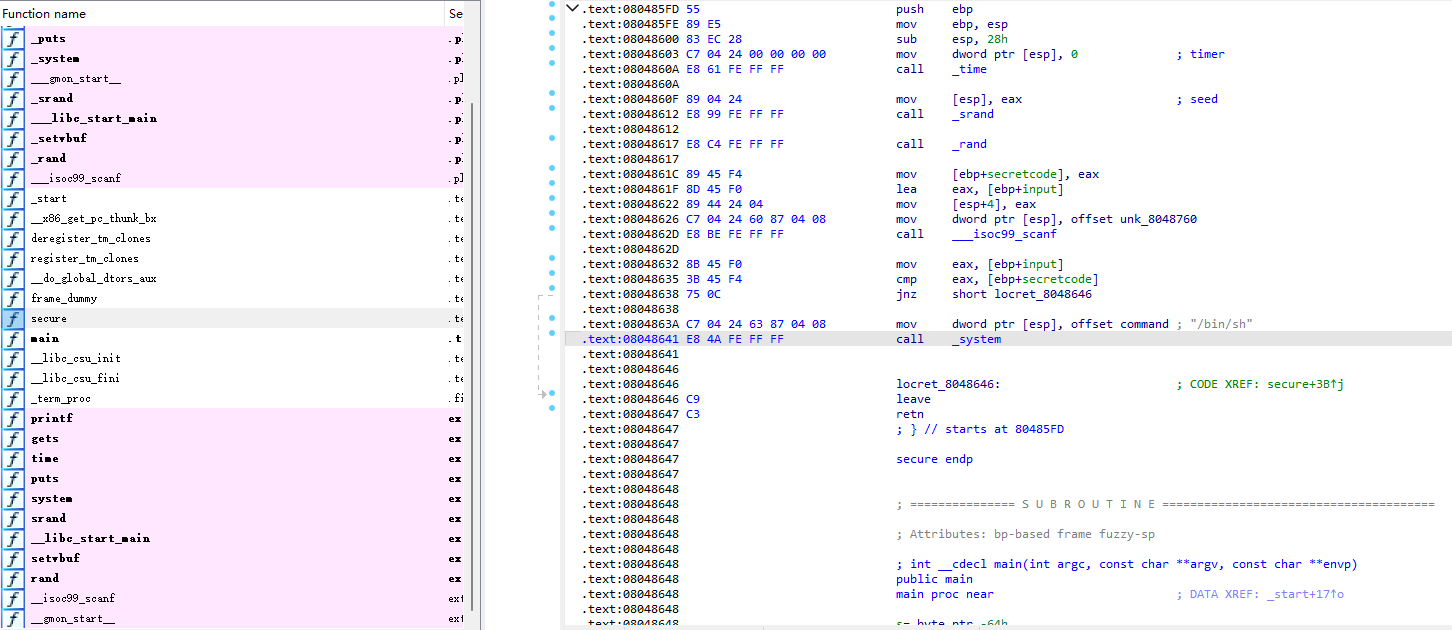 Function name Se
_puts .pl
_system .pl
___gmon_start__ .pl
_srand .pl
___libc_start_main .pl
_setvbuf .pl
_rand .pl
___isoc99_scanf .pl
_start .te
__x86_get_pc_thunk_bx .te
deregister_tm_clones .te
register_tm_clones .te
__do_global_dtors_aux .te
frame_dummy .te
secure .te
main .t
__libc_csu_init .te
__libc_csu_fini .te
_term_proc .fi
printf ex
gets ex
time ex
puts ex
system ex
srand ex
__libc_start_main ex
setvbuf ex
rand ex
__isoc99_scanf ext
__gmon_start__ ext
.text:080485FD 55 push ebp
.text:080485FE 89 E5 mov ebp, esp
.text:08048600 83 EC 28 sub esp, 28h
.text:08048603 C7 04 24 00 00 00 00 mov dword ptr [esp], 0 ; timer
.text:0804860A E8 61 FE FF FF call _time
.text:0804860A
.text:0804860F 89 04 24 mov [esp], eax ; seed
.text:08048612 E8 99 FE FF FF call _srand
.text:08048612
.text:08048617 E8 C4 FE FF FF call _rand
.text:08048617
.text:0804861C 89 45 F4 mov [ebp+secretcode], eax
.text:0804861F 8D 45 F0 lea eax, [ebp+input]
.text:08048622 89 44 24 04 mov [esp+4], eax
.text:08048626 C7 04 24 60 87 04 08 mov dword ptr [esp], offset unk_8048760
.text:0804862D E8 BE FE FF FF call ___isoc99_scanf
.text:0804862D
.text:08048632 8B 45 F0 mov eax, [ebp+input]
.text:08048635 3B 45 F4 cmp eax, [ebp+secretcode]
.text:08048638 75 0C jnz short locret_8048646
.text:08048638
.text:0804863A C7 04 24 63 87 04 08 mov dword ptr [esp], offset command ; "/bin/sh"
.text:08048641 E8 4A FE FF FF call _system
.text:08048641
.text:08048646
.text:08048646 locret_8048646: ; CODE XREF: secure+3B↑j
.text:08048646 C9 leave
.text:08048647 C3 retn
.text:08048647 ; } // starts at 80485FD
.text:08048647
.text:08048647 secure endp
.text:08048647
.text:08048648
.text:08048648 ; =============== S U B R O U T I N E =======================================
.text:08048648
.text:08048648 ; Attributes: bp-based frame fuzzy-sp
.text:08048648
.text:08048648 ; int __cdecl main(int argc, const char **argv, const char **envp)
.text:08048648 public main
.text:08048648 main proc near ; DATA XREF: _start+17↑o
.text:08048648
.text:08048648 s= byte ptr -64h